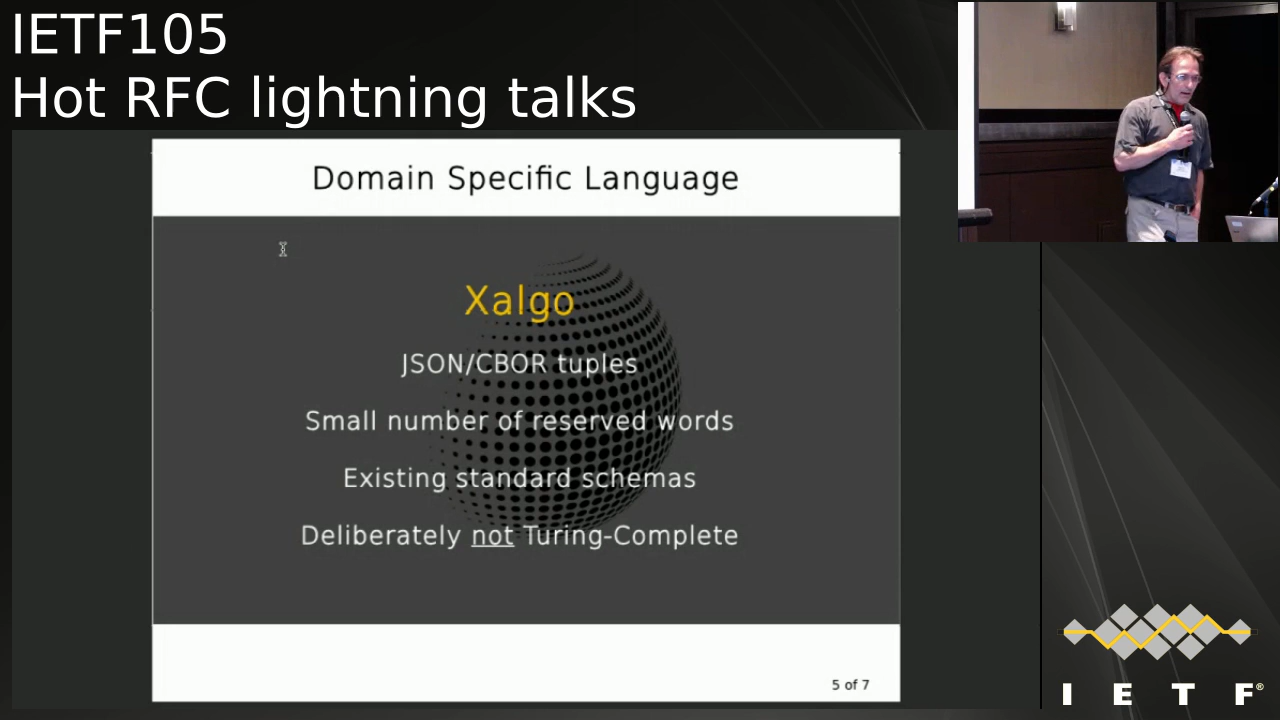 IETF105
Hot RFC lightning talks
Domain Specific Language
Xalgo
JSON/CBOR tuples
Small number of reserved words
Existing standard schemas
Deliberately not Turing-Complete
5 of 7
I E T F®